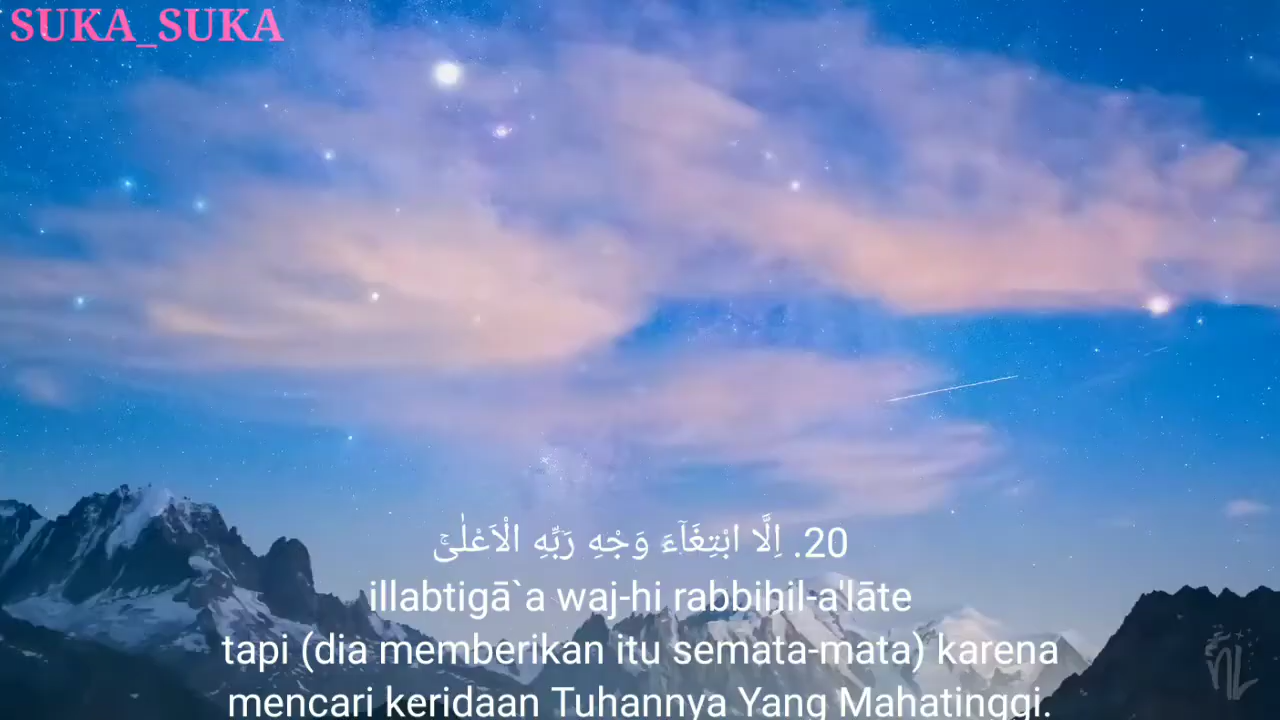 SUKA_SUKA
20. اِلَّا ابْتِغَاۤءَ وَجْهِ رَبِّهِ الْاَعْلٰىۚ
illabtigā`a waj-hi rabbihil-a'lāte
tapi (dia memberikan itu semata-mata) karena
mencari keridaan Tuhannya Yang Mahatinggi.
NL